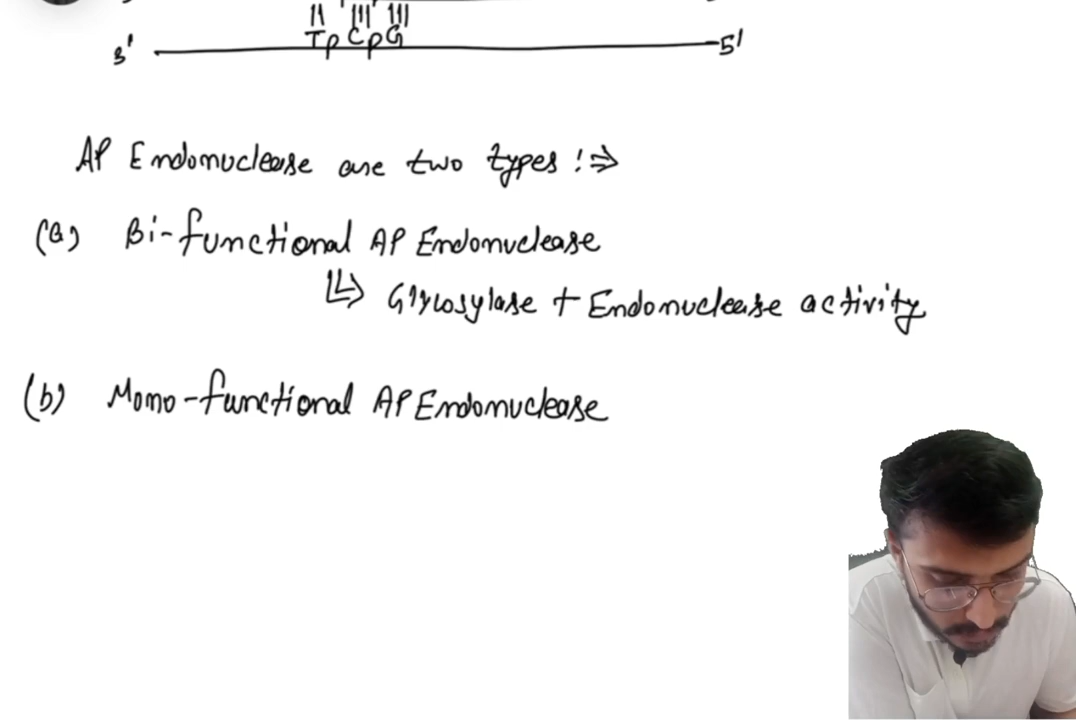 TpCpG
3' 5'
AP Endonuclease are two types :⇒
(a) Bi-functional AP Endonuclease
↳ Glycosylase + Endonuclease activity
(b) Mono-functional AP Endonuclease